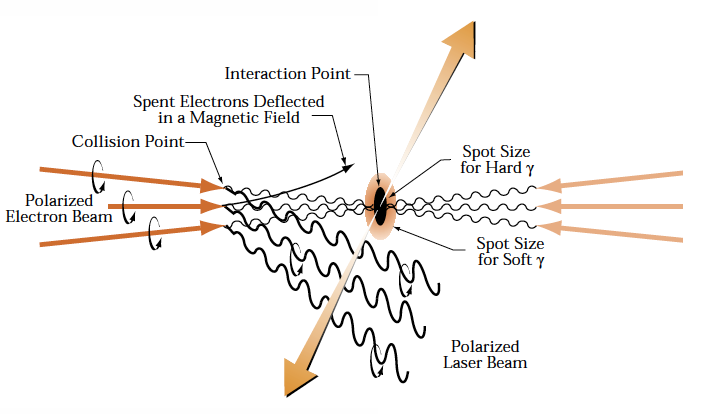 Interaction Point
Spent Electrons Deflected
in a Magnetic Field
Collision Point
Spot Size
for Hard γ
Polarized
Electron Beam
Spot Size
for Soft γ
Polarized
Laser Beam